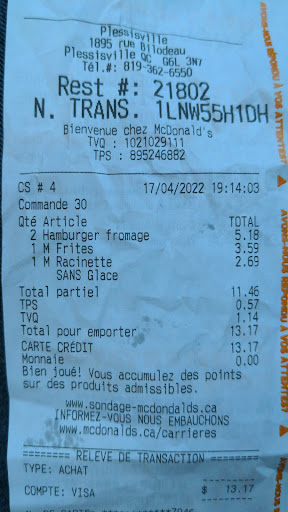 Plessisville
1895 rue Bilodeau
Plessisville QC G6L 3N7
Tél.#: 819-362-6550
Rest #: 21802
N. TRANS. 1LNW55H1DH
Bienvenue chez McDonald's
TVQ : 1021029111
TPS : 895246882
CS # 4 17/04/2022 19:14:03
Commande 30
Qté Article TOTAL
2 Hamburger fromage 5.18
1 M Frites 3.59
1 M Racinette 2.69
SANS Glace
Total partiel 11.46
TPS 0.57
TVQ 1.14
Total pour emporter 13.17
CARTE CRÉDIT 13.17
Monnaie 0.00
Bien joué! Vous accumulez des points
sur des produits admissibles.
www.sondage-mcdonalds.ca
INFORMEZ-VOUS NOUS EMBAUCHONS
www.mcdonalds.ca/carrieres
======== RELEVE DE TRANSACTION ========
TYPE: ACHAT
COMPTE: VISA $ 13.17